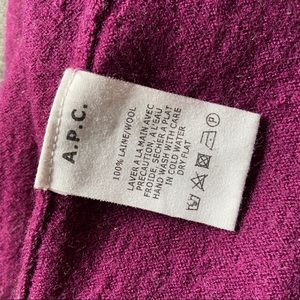 A.P.C.
100% LAINE/WOOL
LAVER A LA MAIN AVEC
PRECAUTION, A L'EAU
FROIDE, SECHER A PLAT
HAND WASH WITH CARE
IN COLD WATER
DRY FLAT